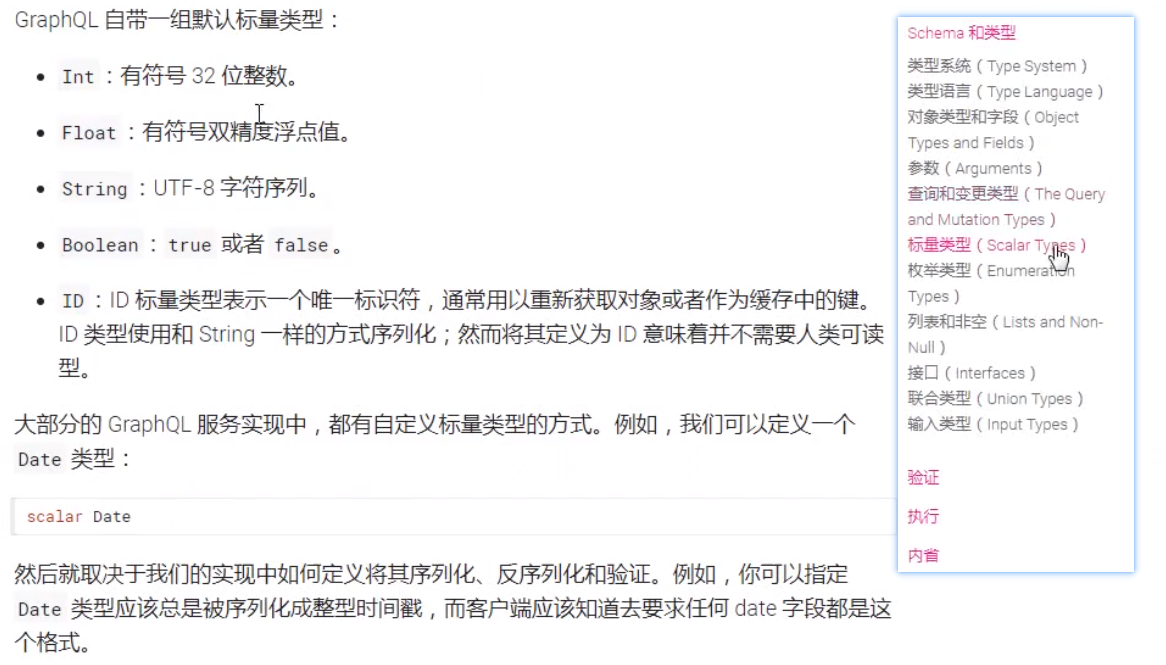 GraphQL 自带一组默认标量类型：
Int ：有符号 32 位整数。
Float ：有符号双精度浮点值。
String ：UTF-8 字符序列。
Boolean ： true 或者 false 。
ID ：ID 标量类型表示一个唯一标识符，通常用以重新获取对象或者作为缓存中的键。
ID 类型使用和 String 一样的方式序列化；然而将其定义为 ID 意味着并不需要人类可读
型。
大部分的 GraphQL 服务实现中，都有自定义标量类型的方式。例如，我们可以定义一个
Date 类型：
scalar Date
然后就取决于我们的实现中如何定义将其序列化、反序列化和验证。例如，你可以指定
Date 类型应该总是被序列化成整型时间戳，而客户端应该知道去要求任何 date 字段都是这
个格式。
Schema 和类型
类型系统（Type System）
类型语言（Type Language）
对象类型和字段（Object
Types and Fields）
参数（Arguments）
查询和变更类型（The Query
and Mutation Types）
标量类型（Scalar Types）
枚举类型（Enumeration
Types）
列表和非空（Lists and Non-
Null）
接口（Interfaces）
联合类型（Union Types）
输入类型（Input Types）
验证
执行
内省